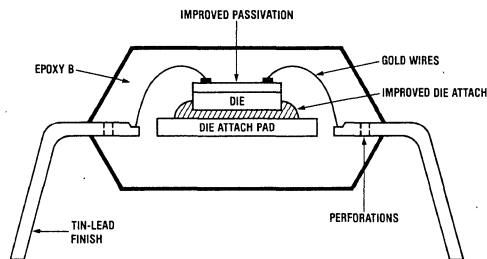 IMPROVED PASSIVATION
EPOXY B
GOLD WIRES
IMPROVED DIE ATTACH
DIE
DIE ATTACH PAD
PERFORATIONS
TIN-LEAD
FINISH